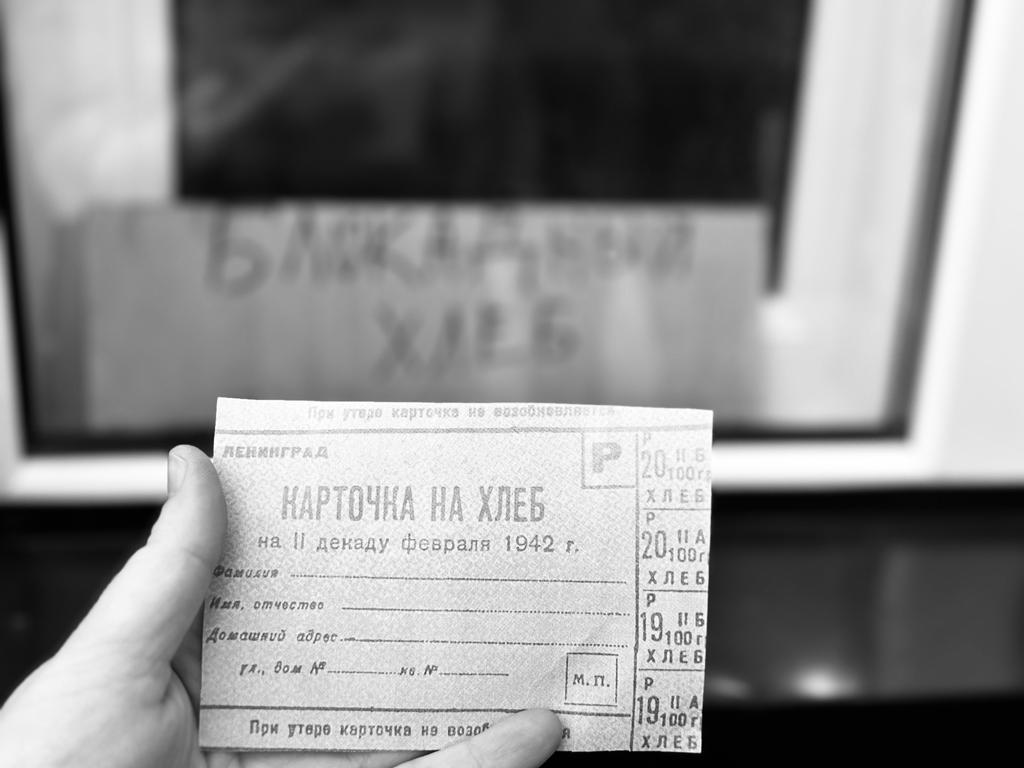 БЛОКАДНЫЙ
ХЛЕБ
При утере карточка не возобновляется.
ЛЕНИНГРАД
Р
КАРТОЧКА НА ХЛЕБ
на II декаду февраля 1942 г.
Фамилия
Имя, отчество
Домашний адрес
ул., дом № кв. №
М. П.
При утере карточка не возоб я
Р
20 II Б
100 г
ХЛЕБ
Р
20 II А
100 г
ХЛЕБ
Р
19 II Б
100 г
ХЛЕБ
Р
19 II А
100 г
ХЛЕБ